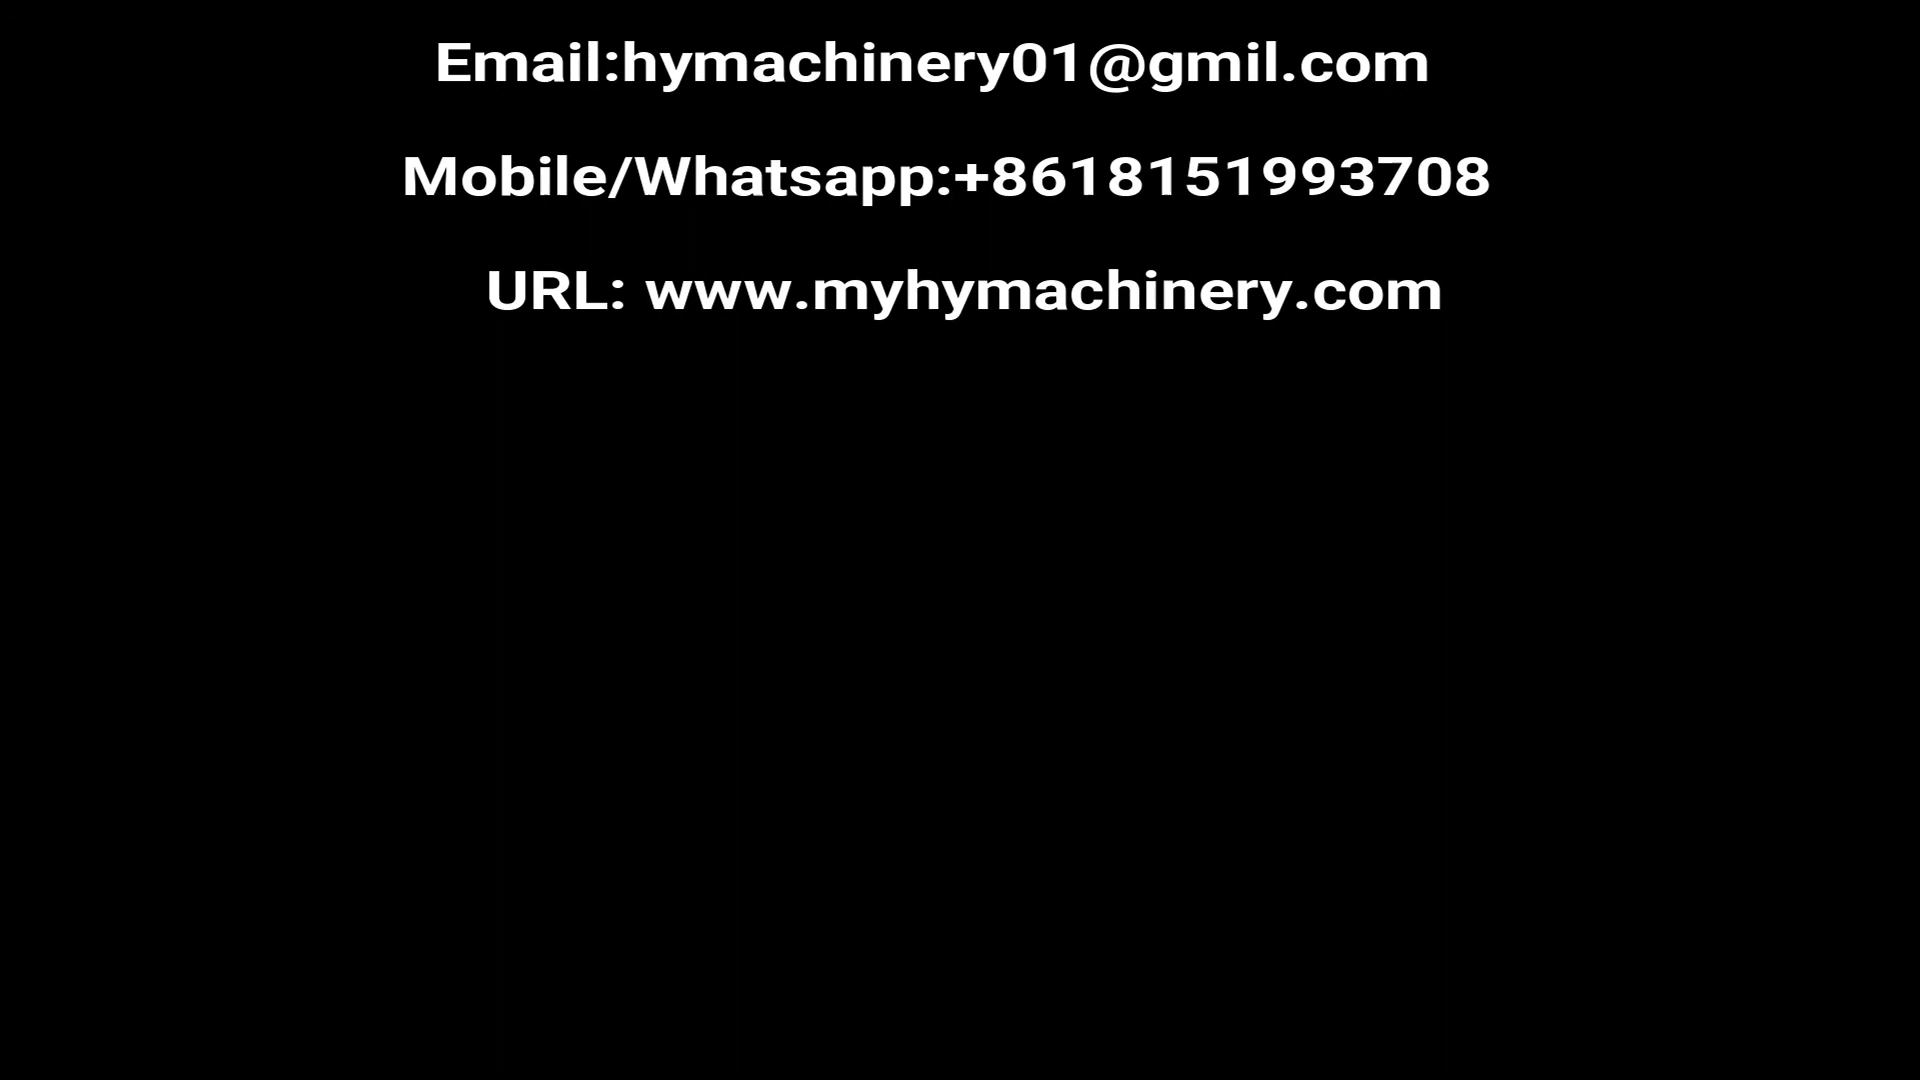 Email:hymachinery01@gmil.com
Mobile/Whatsapp:+8618151993708
URL: www.myhymachinery.com